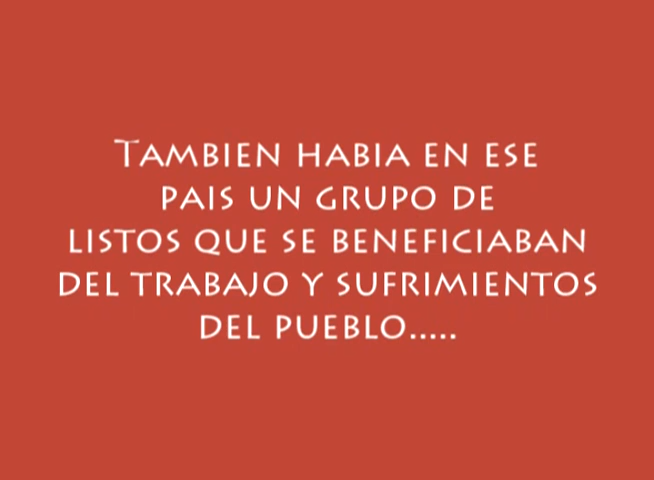 TAMBIEN HABIA EN ESE
PAIS UN GRUPO DE
LISTOS QUE SE BENEFICIABAN
DEL TRABAJO Y SUFRIMIENTOS
DEL PUEBLO.....